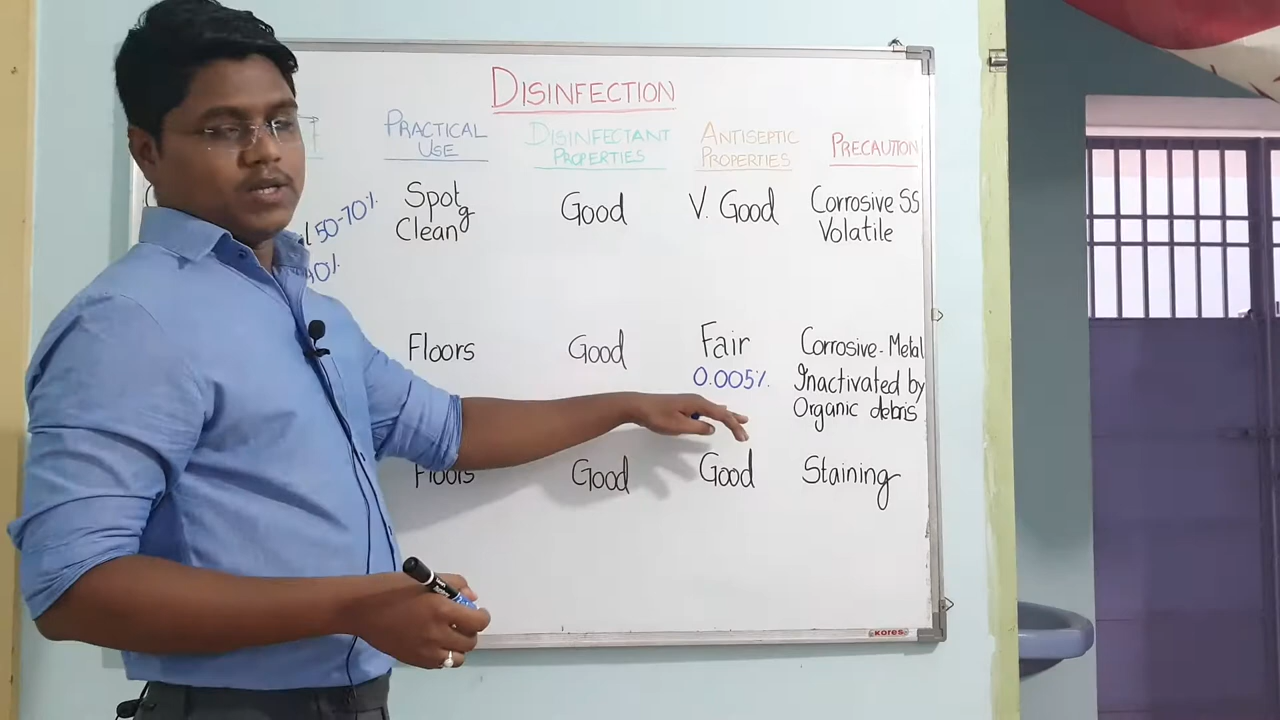 DISINFECTION
PRACTICAL
USE
DISINFECTANT
PROPERTIES
ANTISEPTIC
PROPERTIES
PRECAUTION
50-70%
Spot
Cleang
Good
V. Good
Corrosive SS
Volatile
Floors
Good
Fair
0.005%
Corrosive-Metal
Inactivated by
Organic debris
Floors
Good
Good
Staining
kores